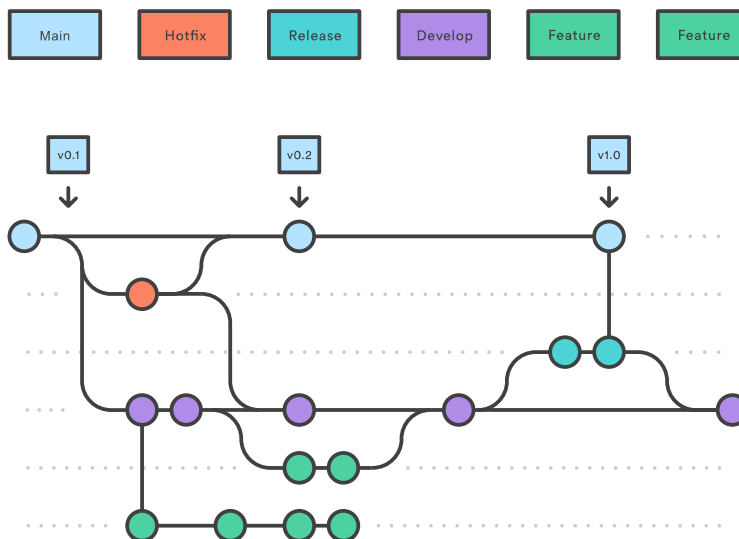 Main
Hotfix
Release
Develop
Feature
Feature
v0.1
v0.2
v1.0